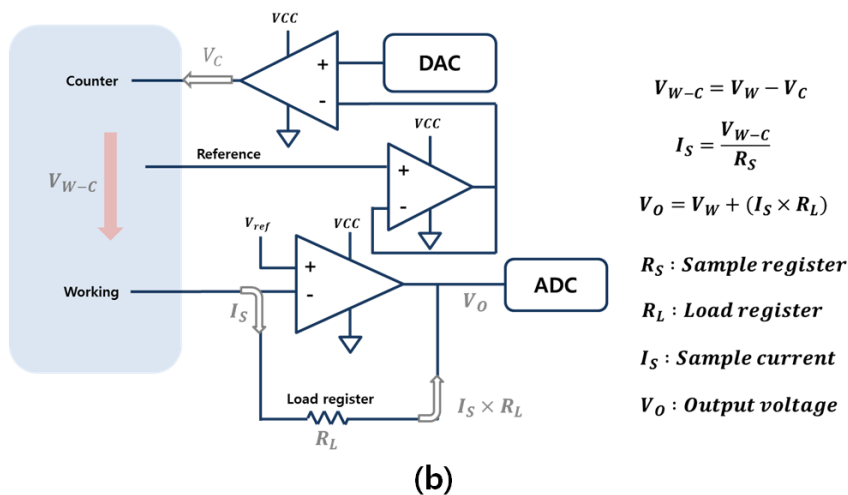 VCC
V_C
Counter
+
-
DAC
V_{W-C}
Reference
VCC
+
-
V_{ref}
VCC
+
-
Working
I_S
V_O
ADC
Load register
R_L
I_S × R_L
V_{W-C} = V_W − V_C
I_S = V_{W-C} / R_S
V_O = V_W + (I_S × R_L)
R_S : Sample register
R_L : Load register
I_S : Sample current
V_O : Output voltage
(b)